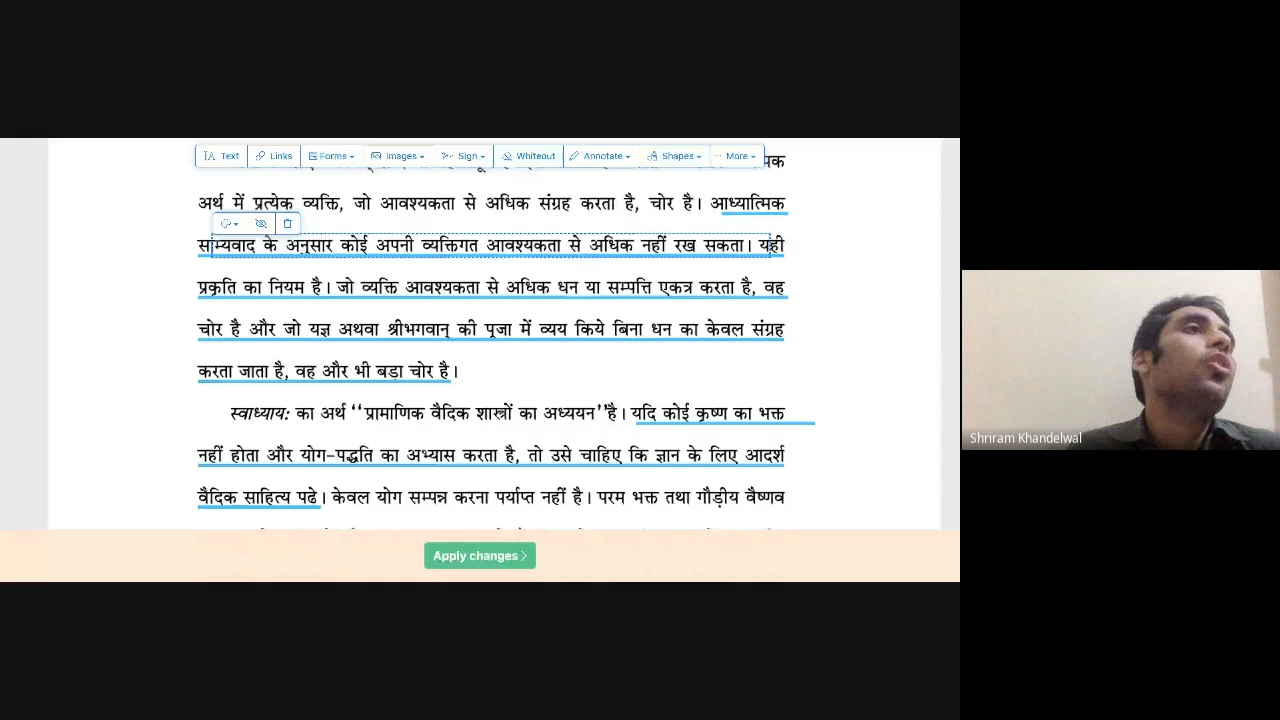 Text Links Forms Images Sign Whiteout Annotate Shapes More
अर्थ में प्रत्येक व्यक्ति, जो आवश्यकता से अधिक संग्रह करता है, चोर है। आध्यात्मिक
साम्यवाद के अनुसार कोई अपनी व्यक्तिगत आवश्यकता से अधिक नहीं रख सकता। यही
प्रकृति का नियम है। जो व्यक्ति आवश्यकता से अधिक धन या सम्पत्ति एकत्र करता है, वह
चोर है और जो यज्ञ अथवा श्रीभगवान् की पूजा में व्यय किये बिना धन का केवल संग्रह
करता जाता है, वह और भी बड़ा चोर है।
स्वाध्याय: का अर्थ ‘‘प्रामाणिक वैदिक शास्त्रों का अध्ययन’’है। यदि कोई कृष्ण का भक्त
नहीं होता और योग-पद्धति का अभ्यास करता है, तो उसे चाहिए कि ज्ञान के लिए आदर्श
वैदिक साहित्य पढे। केवल योग सम्पन्न करना पर्याप्त नहीं है। परम भक्त तथा गौड़ीय वैष्णव
Apply changes
Shriram Khandelwal